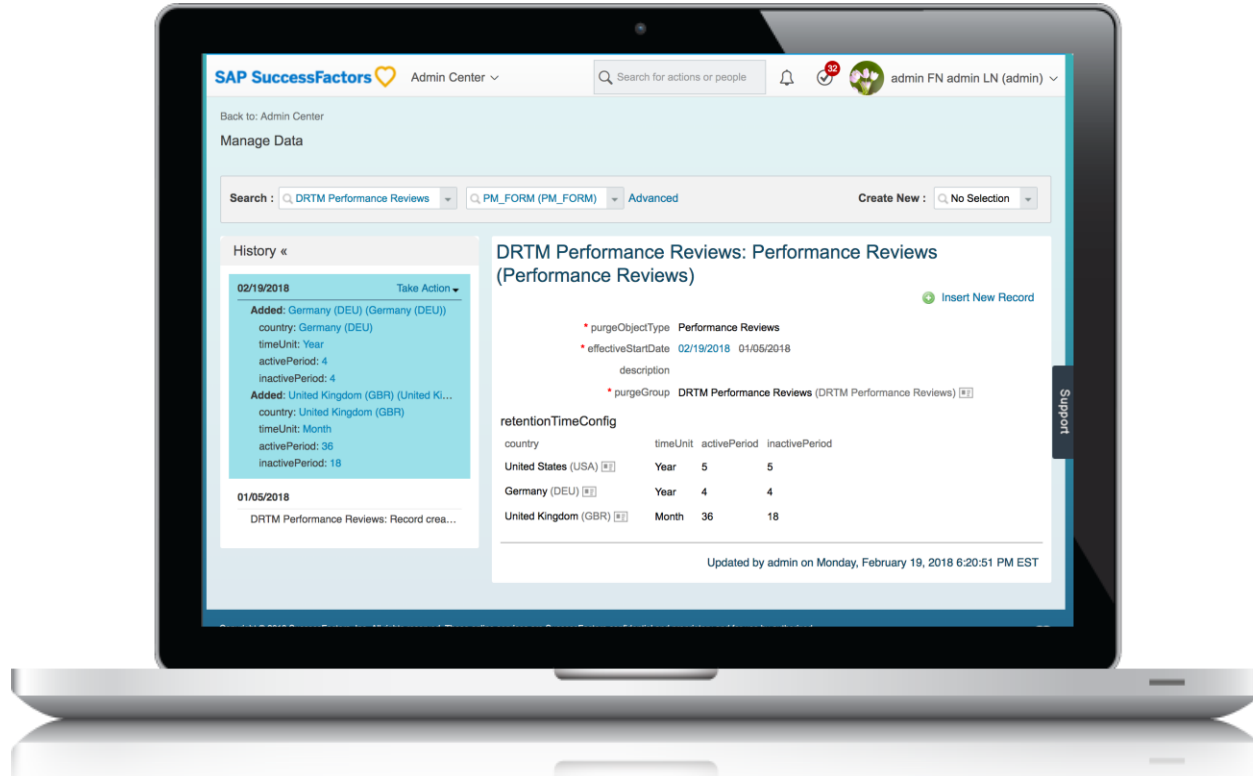 SAP SuccessFactors Admin Center
Search for actions or people
32
admin FN admin LN (admin)
Back to: Admin Center
Manage Data
Search : DRTM Performance Reviews PM_FORM (PM_FORM) Advanced Create New : No Selection
History «
02/19/2018 Take Action
Added: Germany (DEU) (Germany (DEU))
country: Germany (DEU)
timeUnit: Year
activePeriod: 4
inactivePeriod: 4
Added: United Kingdom (GBR) (United Ki...
country: United Kingdom (GBR)
timeUnit: Month
activePeriod: 36
inactivePeriod: 18
01/05/2018
DRTM Performance Reviews: Record crea...
DRTM Performance Reviews: Performance Reviews
(Performance Reviews)
Insert New Record
* purgeObjectType Performance Reviews
* effectiveStartDate 02/19/2018 01/05/2018
description
* purgeGroup DRTM Performance Reviews (DRTM Performance Reviews)
retentionTimeConfig
country timeUnit activePeriod inactivePeriod
United States (USA) Year 5 5
Germany (DEU) Year 4 4
United Kingdom (GBR) Month 36 18
Updated by admin on Monday, February 19, 2018 6:20:51 PM EST
Support